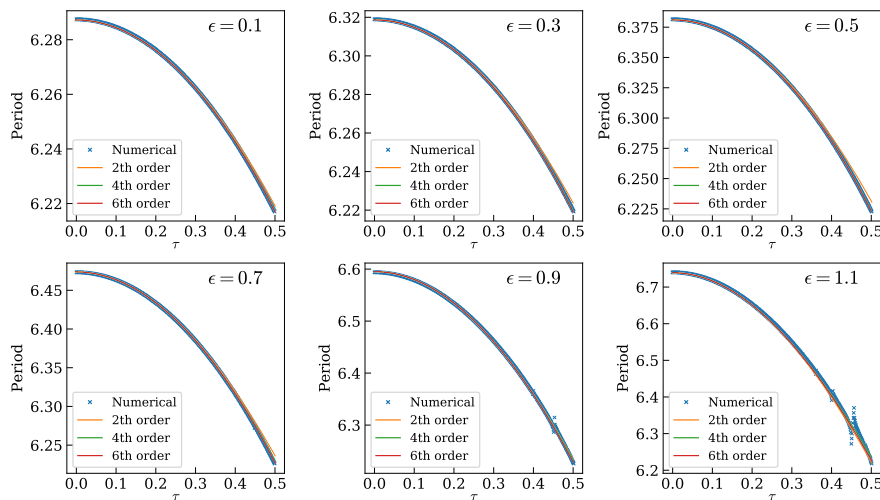 ϵ = 0.1
Period
6.28
6.26
6.24
6.22
Numerical
2th order
4th order
6th order
0.0 0.1 0.2 0.3 0.4 0.5
τ
ϵ = 0.3
Period
6.32
6.30
6.28
6.26
6.24
6.22
Numerical
2th order
4th order
6th order
0.0 0.1 0.2 0.3 0.4 0.5
τ
ϵ = 0.5
Period
6.375
6.350
6.325
6.300
6.275
6.250
6.225
Numerical
2th order
4th order
6th order
0.0 0.1 0.2 0.3 0.4 0.5
τ
ϵ = 0.7
Period
6.45
6.40
6.35
6.30
6.25
Numerical
2th order
4th order
6th order
0.0 0.1 0.2 0.3 0.4 0.5
τ
ϵ = 0.9
Period
6.6
6.5
6.4
6.3
Numerical
2th order
4th order
6th order
0.0 0.1 0.2 0.3 0.4 0.5
τ
ϵ = 1.1
Period
6.7
6.6
6.5
6.4
6.3
6.2
Numerical
2th order
4th order
6th order
0.0 0.1 0.2 0.3 0.4 0.5
τ